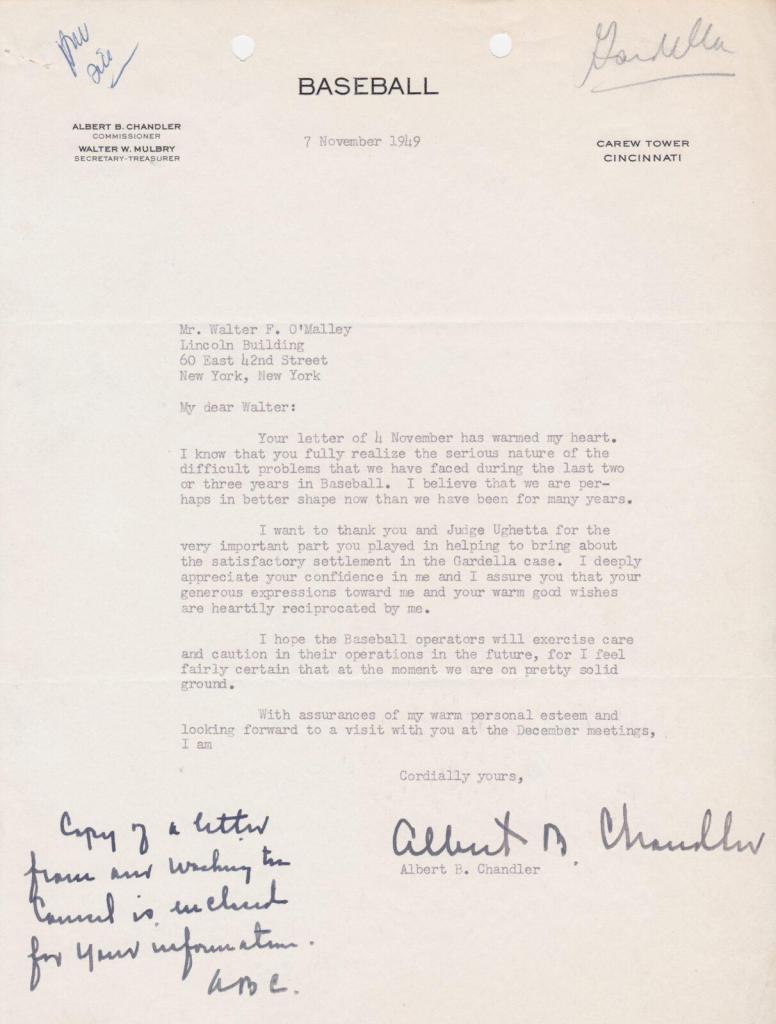 Gardella
BASEBALL
ALBERT B. CHANDLER
COMMISSIONER
WALTER W. MULBRY
SECRETARY-TREASURER
7 November 1949
CAREW TOWER
CINCINNATI
Mr. Walter F. O'Malley
Lincoln Building
60 East 42nd Street
New York, New York
My dear Walter:
Your letter of 4 November has warmed my heart.
I know that you fully realize the serious nature of the
difficult problems that we have faced during the last two
or three years in Baseball. I believe that we are per-
haps in better shape now than we have been for many years.
I want to thank you and Judge Ughetta for the
very important part you played in helping to bring about
the satisfactory settlement in the Gardella case. I deeply
appreciate your confidence in me and I assure you that your
generous expressions toward me and your warm good wishes
are heartily reciprocated by me.
I hope the Baseball operators will exercise care
and caution in their operations in the future, for I feel
fairly certain that at the moment we are on pretty solid
ground.
With assurances of my warm personal esteem and
looking forward to a visit with you at the December meetings,
I am
Cordially yours,
Albert B. Chandler
Albert B. Chandler
Copy of a letter
from our Washington
Counsel is enclosed
for your information.
ABC.